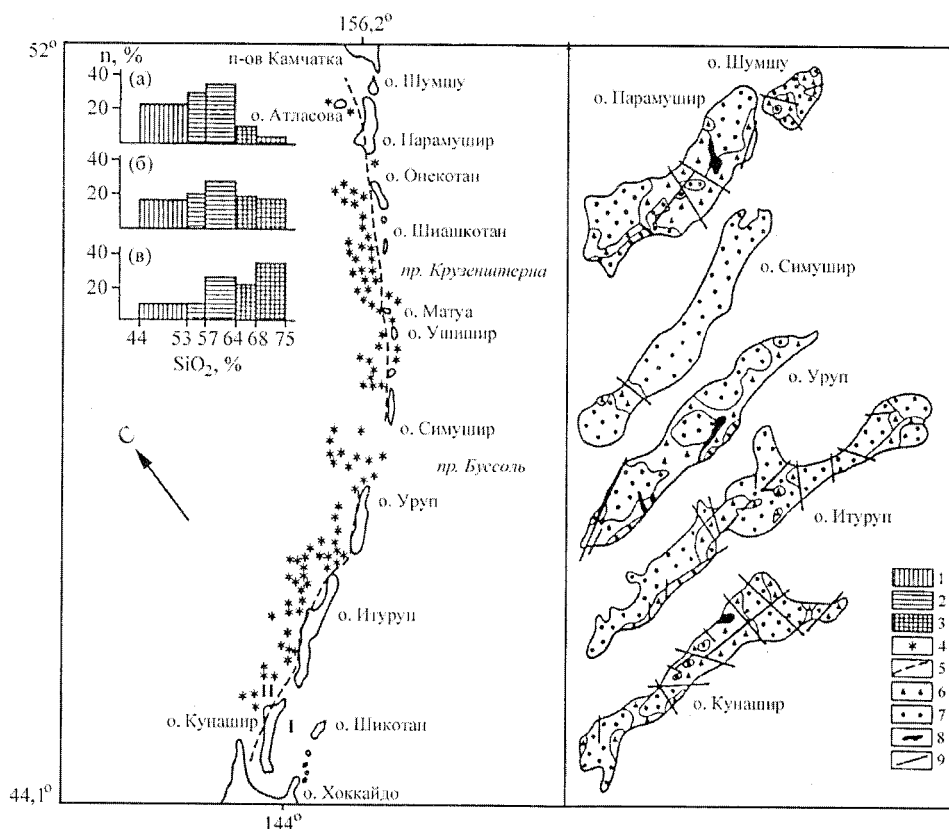 156,2°
52°
n, %
40
20
(а)
п-ов Камчатка
о. Шумшу
о. Атласова
о. Парамушир
40
20
(б)
о. Онекотан
о. Шиашкотан
40
20
(в)
пр. Крузенштерна
о. Матуа
о. Ушишир
44 53 57 64 68 75
SiO₂, %
о. Симушир
С
пр. Буссоль
о. Уруп
о. Итуруп
II
о. Кунашир
I
о. Шикотан
44,1°
о. Хоккайдо
144°
о. Шумшу
о. Парамушир
о. Симушир
о. Уруп
о. Итуруп
о. Кунашир
1
2
3
4
5
6
7
8
9